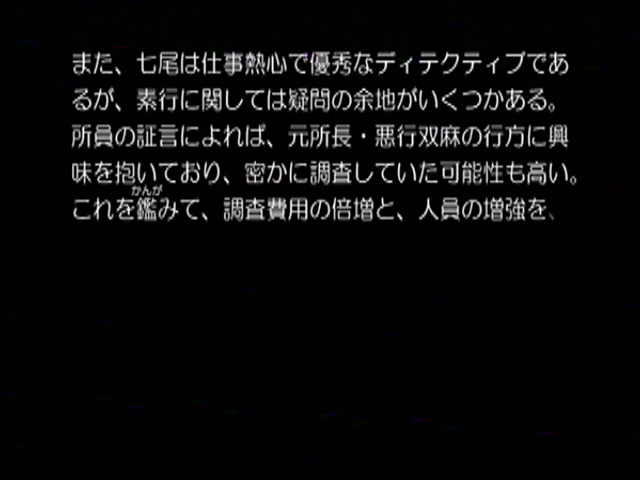 また、七尾は仕事熱心で優秀なディテクティブであ
るが、素行に関しては疑問の余地がいくつかある。
所員の証言によれば、元所長・悪行双麻の行方に興
味を抱いており、密かに調査していた可能性も高い。
かんが
これを鑑みて、調査費用の倍増と、人員の増強を、